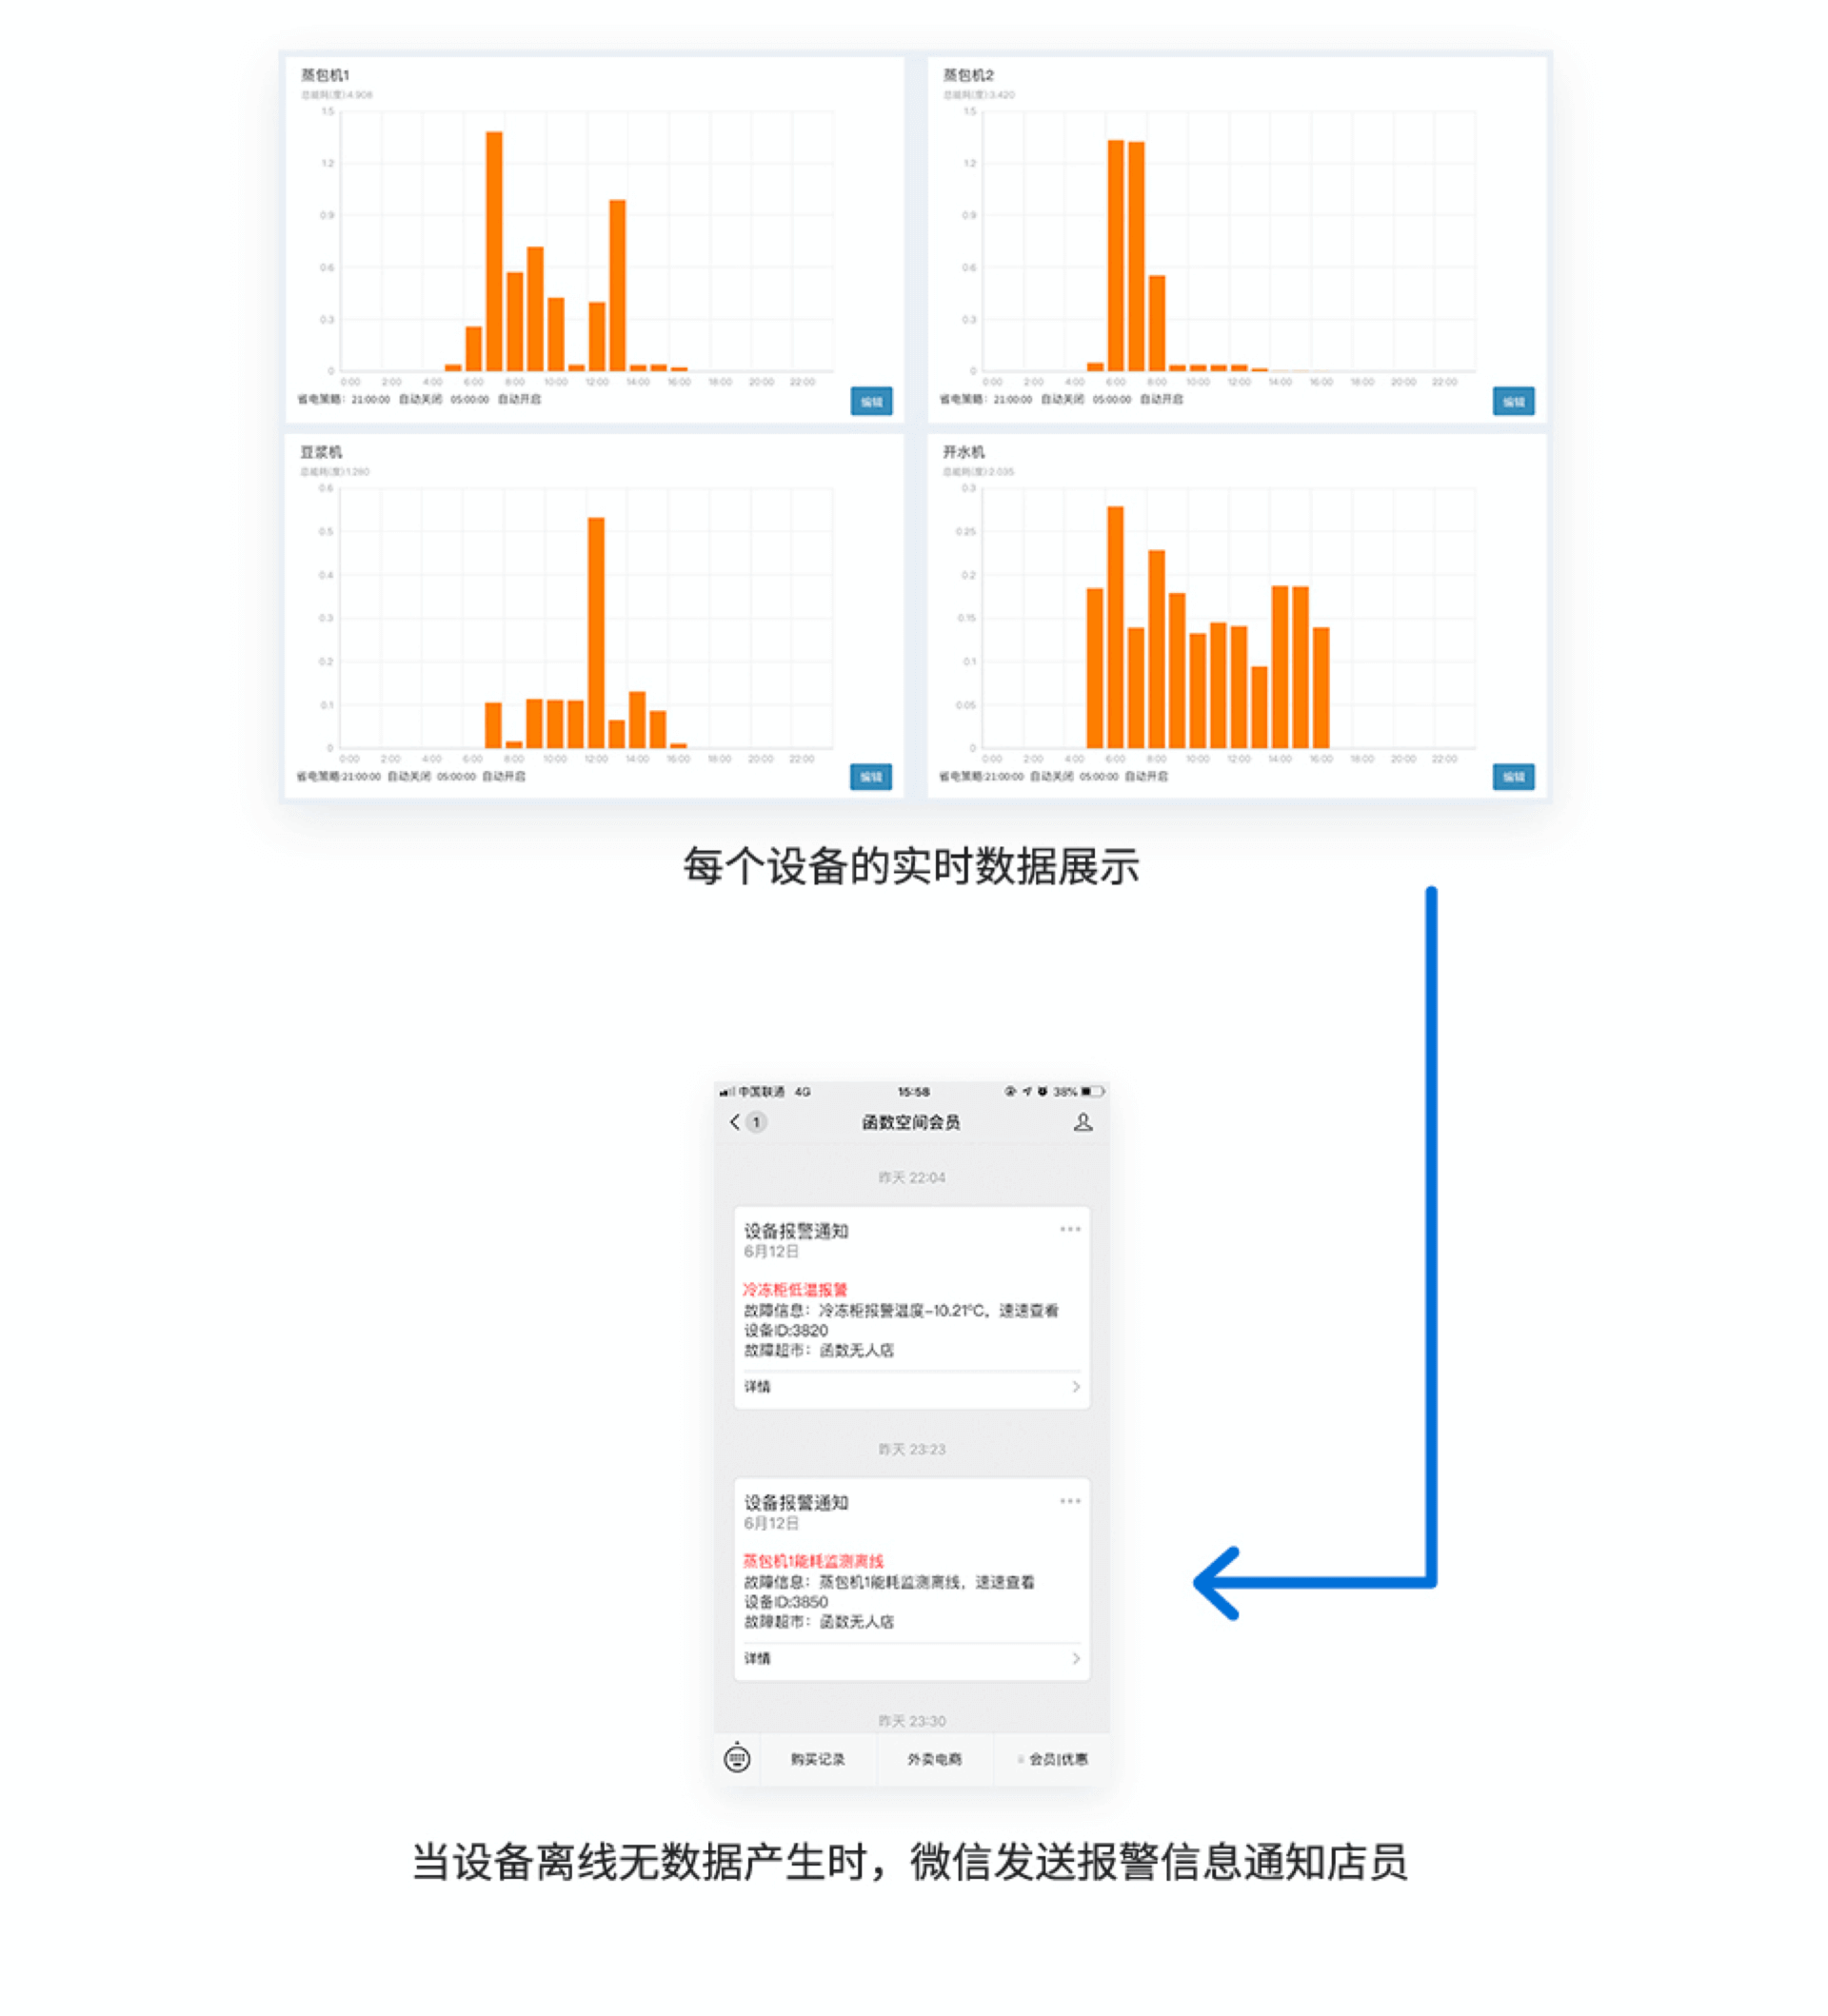 蒸包机1
总能耗(度):4.908
1.5
1.2
0.9
0.6
0.3
0
0:00 2:00 4:00 6:00 8:00 10:00 12:00 14:00 16:00 18:00 20:00 22:00
省电策略：21:00:00 自动关闭 05:00:00 自动开启
编辑
蒸包机2
总能耗(度):3.420
1.5
1.2
0.9
0.6
0.3
0
0:00 2:00 4:00 6:00 8:00 10:00 12:00 14:00 16:00 18:00 20:00 22:00
省电策略：21:00:00 自动关闭 05:00:00 自动开启
编辑
豆浆机
总能耗(度):1.280
0.6
0.5
0.4
0.3
0.2
0.1
0
0:00 2:00 4:00 6:00 8:00 10:00 12:00 14:00 16:00 18:00 20:00 22:00
省电策略:21:00:00 自动关闭 05:00:00 自动开启
编辑
开水机
总能耗(度):2.035
0.3
0.25
0.2
0.15
0.1
0.05
0
0:00 2:00 4:00 6:00 8:00 10:00 12:00 14:00 16:00 18:00 20:00 22:00
省电策略:21:00:00 自动关闭 05:00:00 自动开启
编辑
每个设备的实时数据展示
中国联通 4G 15:58 38%
1 函数空间会员
昨天 22:04
设备报警通知
6月12日
冷冻柜低温报警
故障信息：冷冻柜报警温度-10.21℃，速速查看
设备ID:3820
故障超市：函数无人店
详情
昨天 23:23
设备报警通知
6月12日
蒸包机1能耗监测离线
故障信息：蒸包机1能耗监测离线，速速查看
设备ID:3850
故障超市：函数无人店
详情
昨天 23:30
购买记录 外卖电商 会员|优惠
当设备离线无数据产生时，微信发送报警信息通知店员